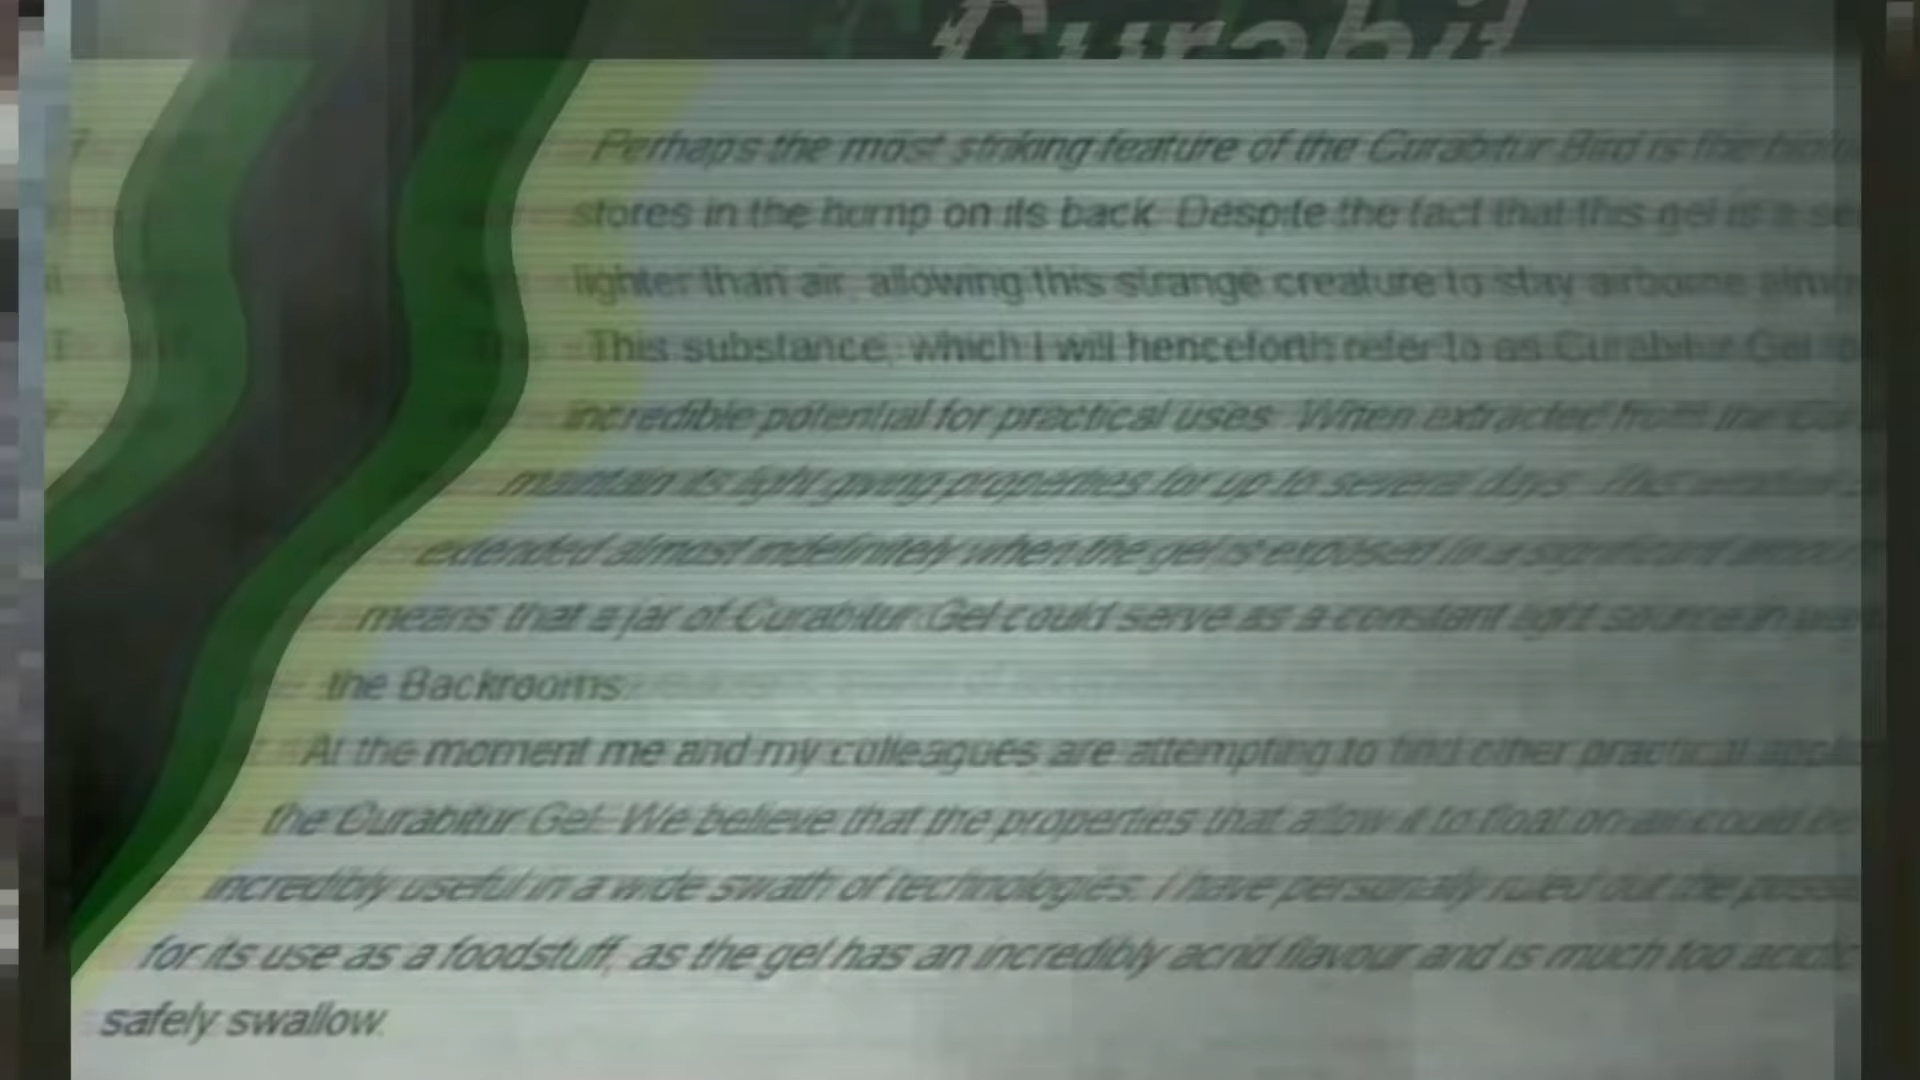 Curabit
Perhaps the most striking feature of the Curabitur Bird is the
stores in the hump on its back. Despite the fact that this gel is a
lighter than air, allowing this strange creature to stay airborne
This substance, which I will henceforth refer to as Curabitur Gel
incredible potential for practical uses. When extracted from the
maintain its light giving properties for up to several days. This
extended almost indefinitely when the gel is exposed to a significant
means that a jar of Curabitur Gel could serve as a constant light source in
the Backrooms.
At the moment me and my colleagues are attempting to find other practical
the Curabitur Gel. We believe that the properties that allow it to float on air could be
incredibly useful in a wide swath of technologies. I have personally ruled out the
for its use as a foodstuff, as the gel has an incredibly acrid flavour and is much too acidic
safely swallow.